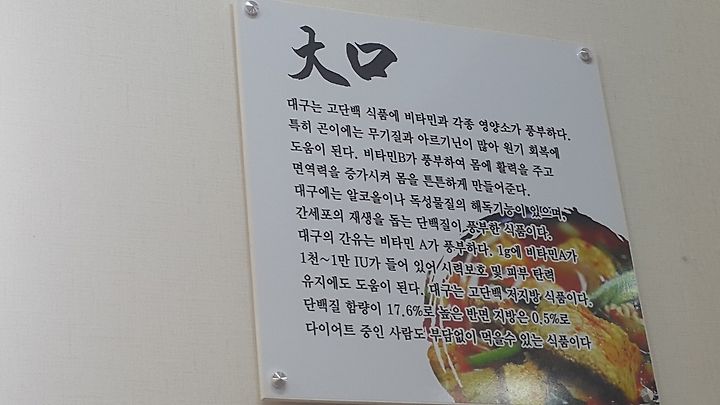 大口
대구는 고단백 식품에 비타민과 각종 영양소가 풍부하다.
특히 곤이에는 무기질과 아르기닌이 많아 원기 회복에
도움이 된다. 비타민B가 풍부하여 몸에 활력을 주고
면역력을 증가시켜 몸을 튼튼하게 만들어준다.
대구에는 알코올이나 독성물질의 해독기능이 있으며,
간세포의 재생을 돕는 단백질이 풍부한 식품이다.
대구의 간유는 비타민 A가 풍부하다. 1g에 비타민A가
1천~1만 IU가 들어 있어 시력보호 및 피부 탄력
유지에도 도움이 된다. 대구는 고단백 저지방 식품이다.
단백질 함량이 17.6%로 높은 반면 지방은 0.5%로
다이어트 중인 사람도 부담없이 먹을수 있는 식품이다